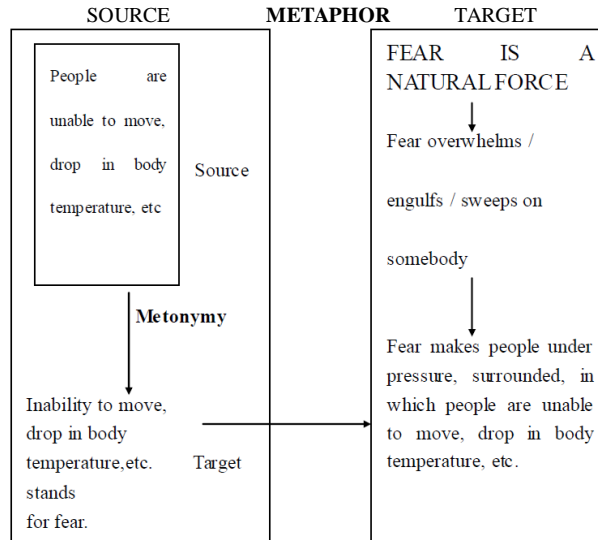 SOURCE METAPHOR TARGET
People are
unable to move,
drop in body
temperature, etc
Source
Metonymy
Inability to move,
drop in body
temperature,etc.
stands
for fear.
Target
FEAR IS A
NATURAL FORCE
Fear overwhelms /
engulfs / sweeps on
somebody
Fear makes people under
pressure, surrounded, in
which people are unable
to move, drop in body
temperature, etc.